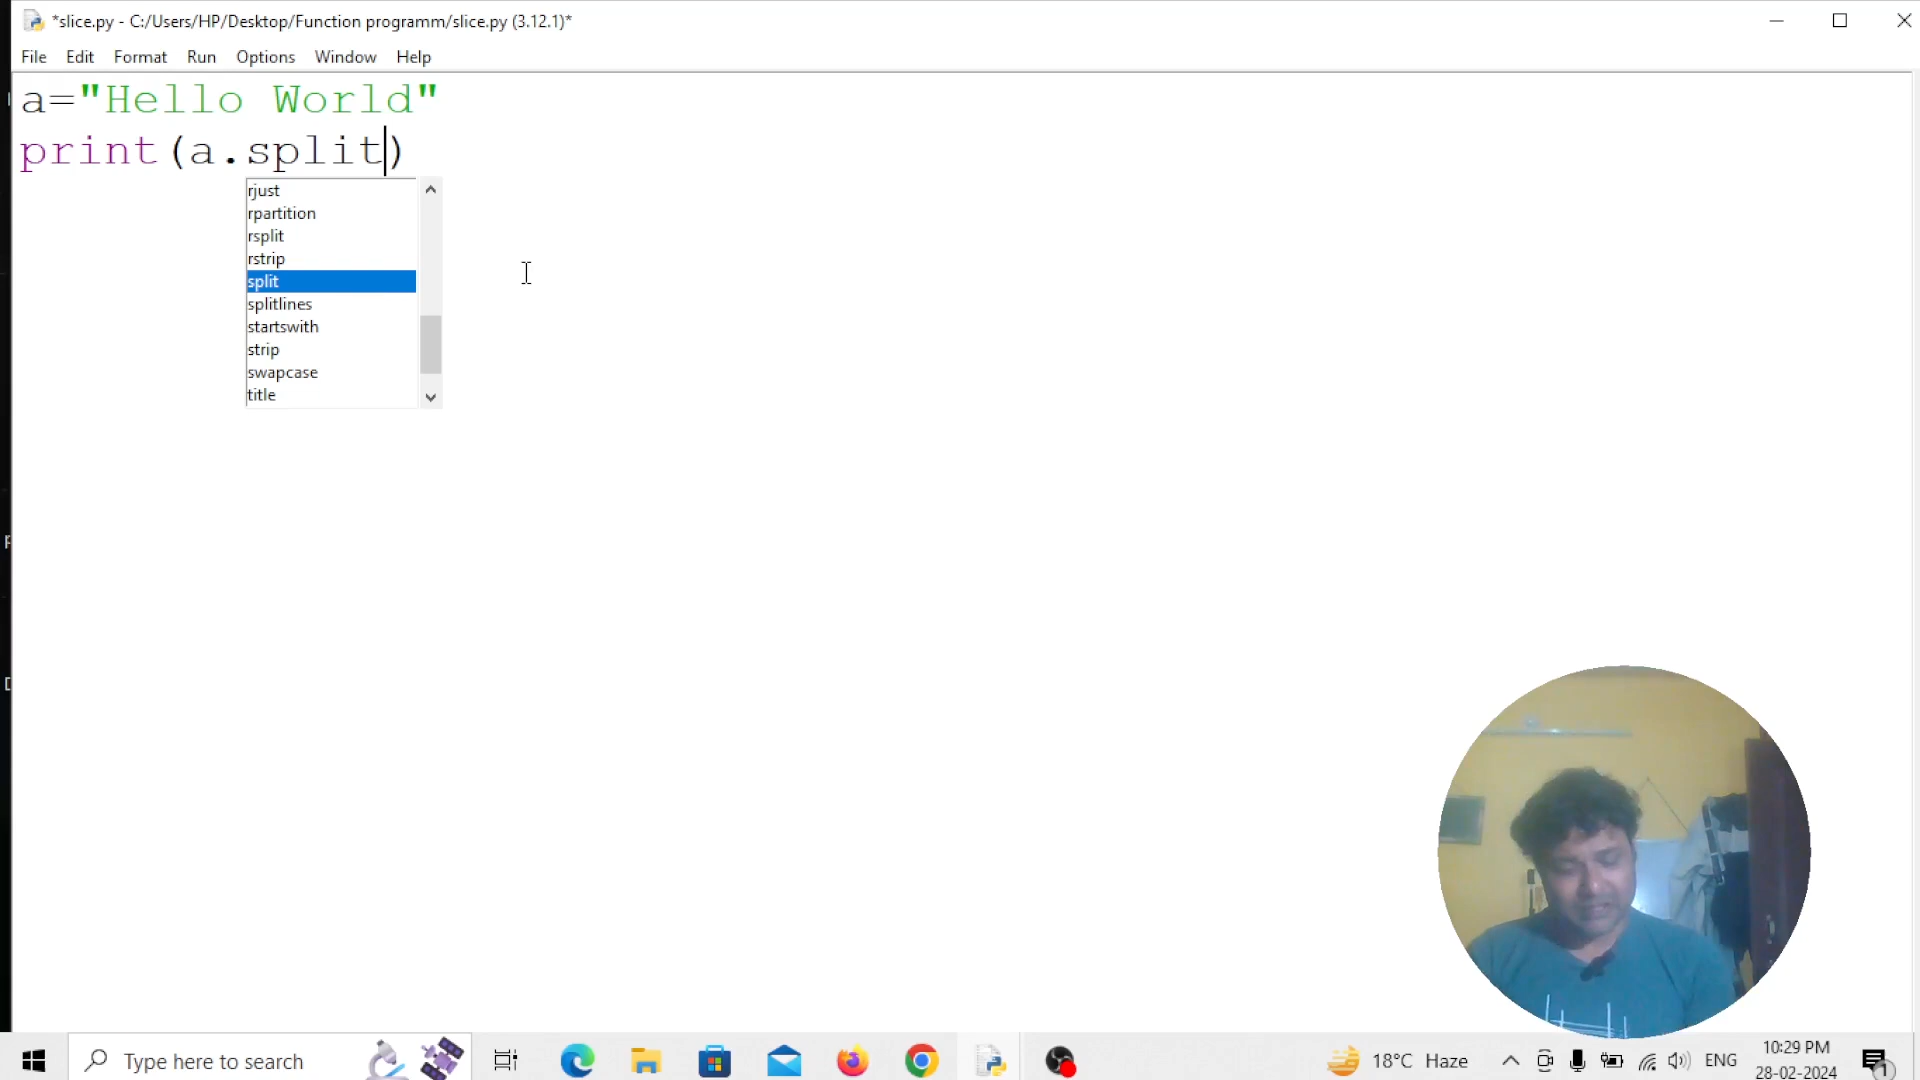 *slice.py - C:/Users/HP/Desktop/Function programm/slice.py (3.12.1)*
File Edit Format Run Options Window Help
a="Hello World"
print(a.split)
rjust
rpartition
rsplit
rstrip
split
splitlines
startswith
strip
swapcase
title
Type here to search
18°C Haze
ENG
10:29 PM
28-02-2024
1